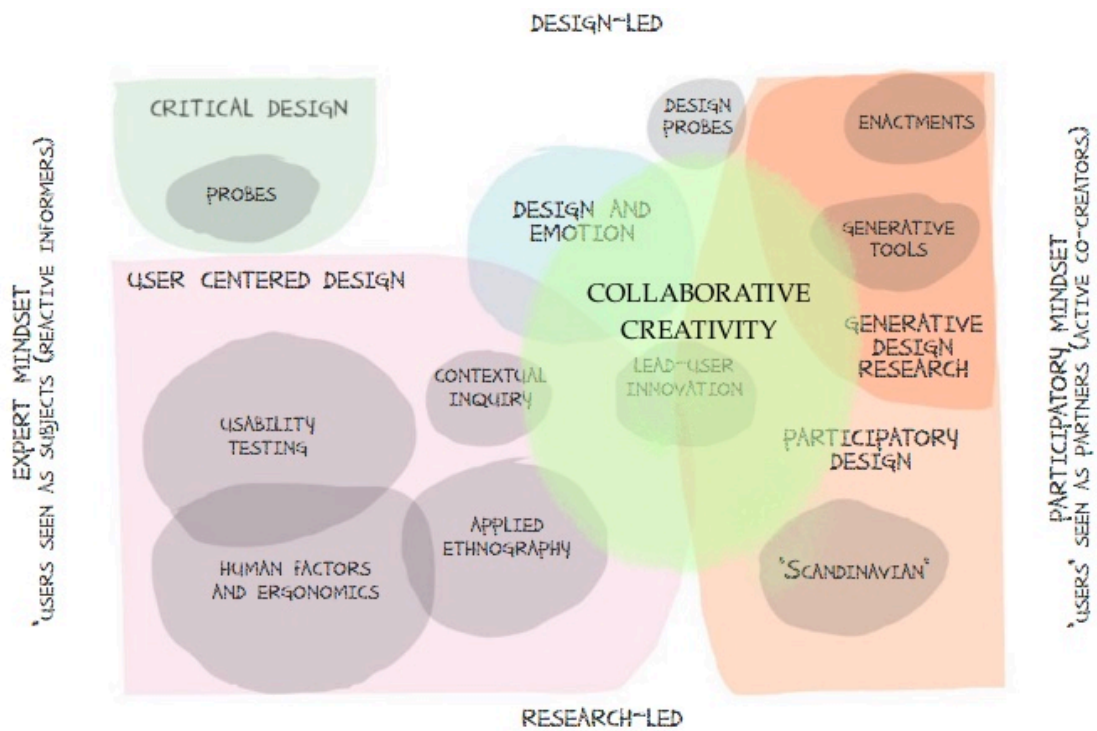 DESIGN-LED
CRITICAL DESIGN
PROBES
DESIGN
PROBES
ENACTMENTS
DESIGN AND
EMOTION
GENERATIVE
TOOLS
USER CENTERED DESIGN
COLLABORATIVE
CREATIVITY
GENERATIVE
DESIGN
RESEARCH
CONTEXTUAL
INQUIRY
LEAD-USER
INNOVATION
USABILITY
TESTING
PARTICIPATORY
DESIGN
APPLIED
ETHNOGRAPHY
HUMAN FACTORS
AND ERGONOMICS
"SCANDINAVIAN"
RESEARCH-LED
EXPERT MINDSET
"USERS SEEN AS SUBJECTS (REACTIVE INFORMERS)
PARTICIPATORY MINDSET
"USERS" SEEN AS PARTNERS (ACTIVE CO-CREATORS)